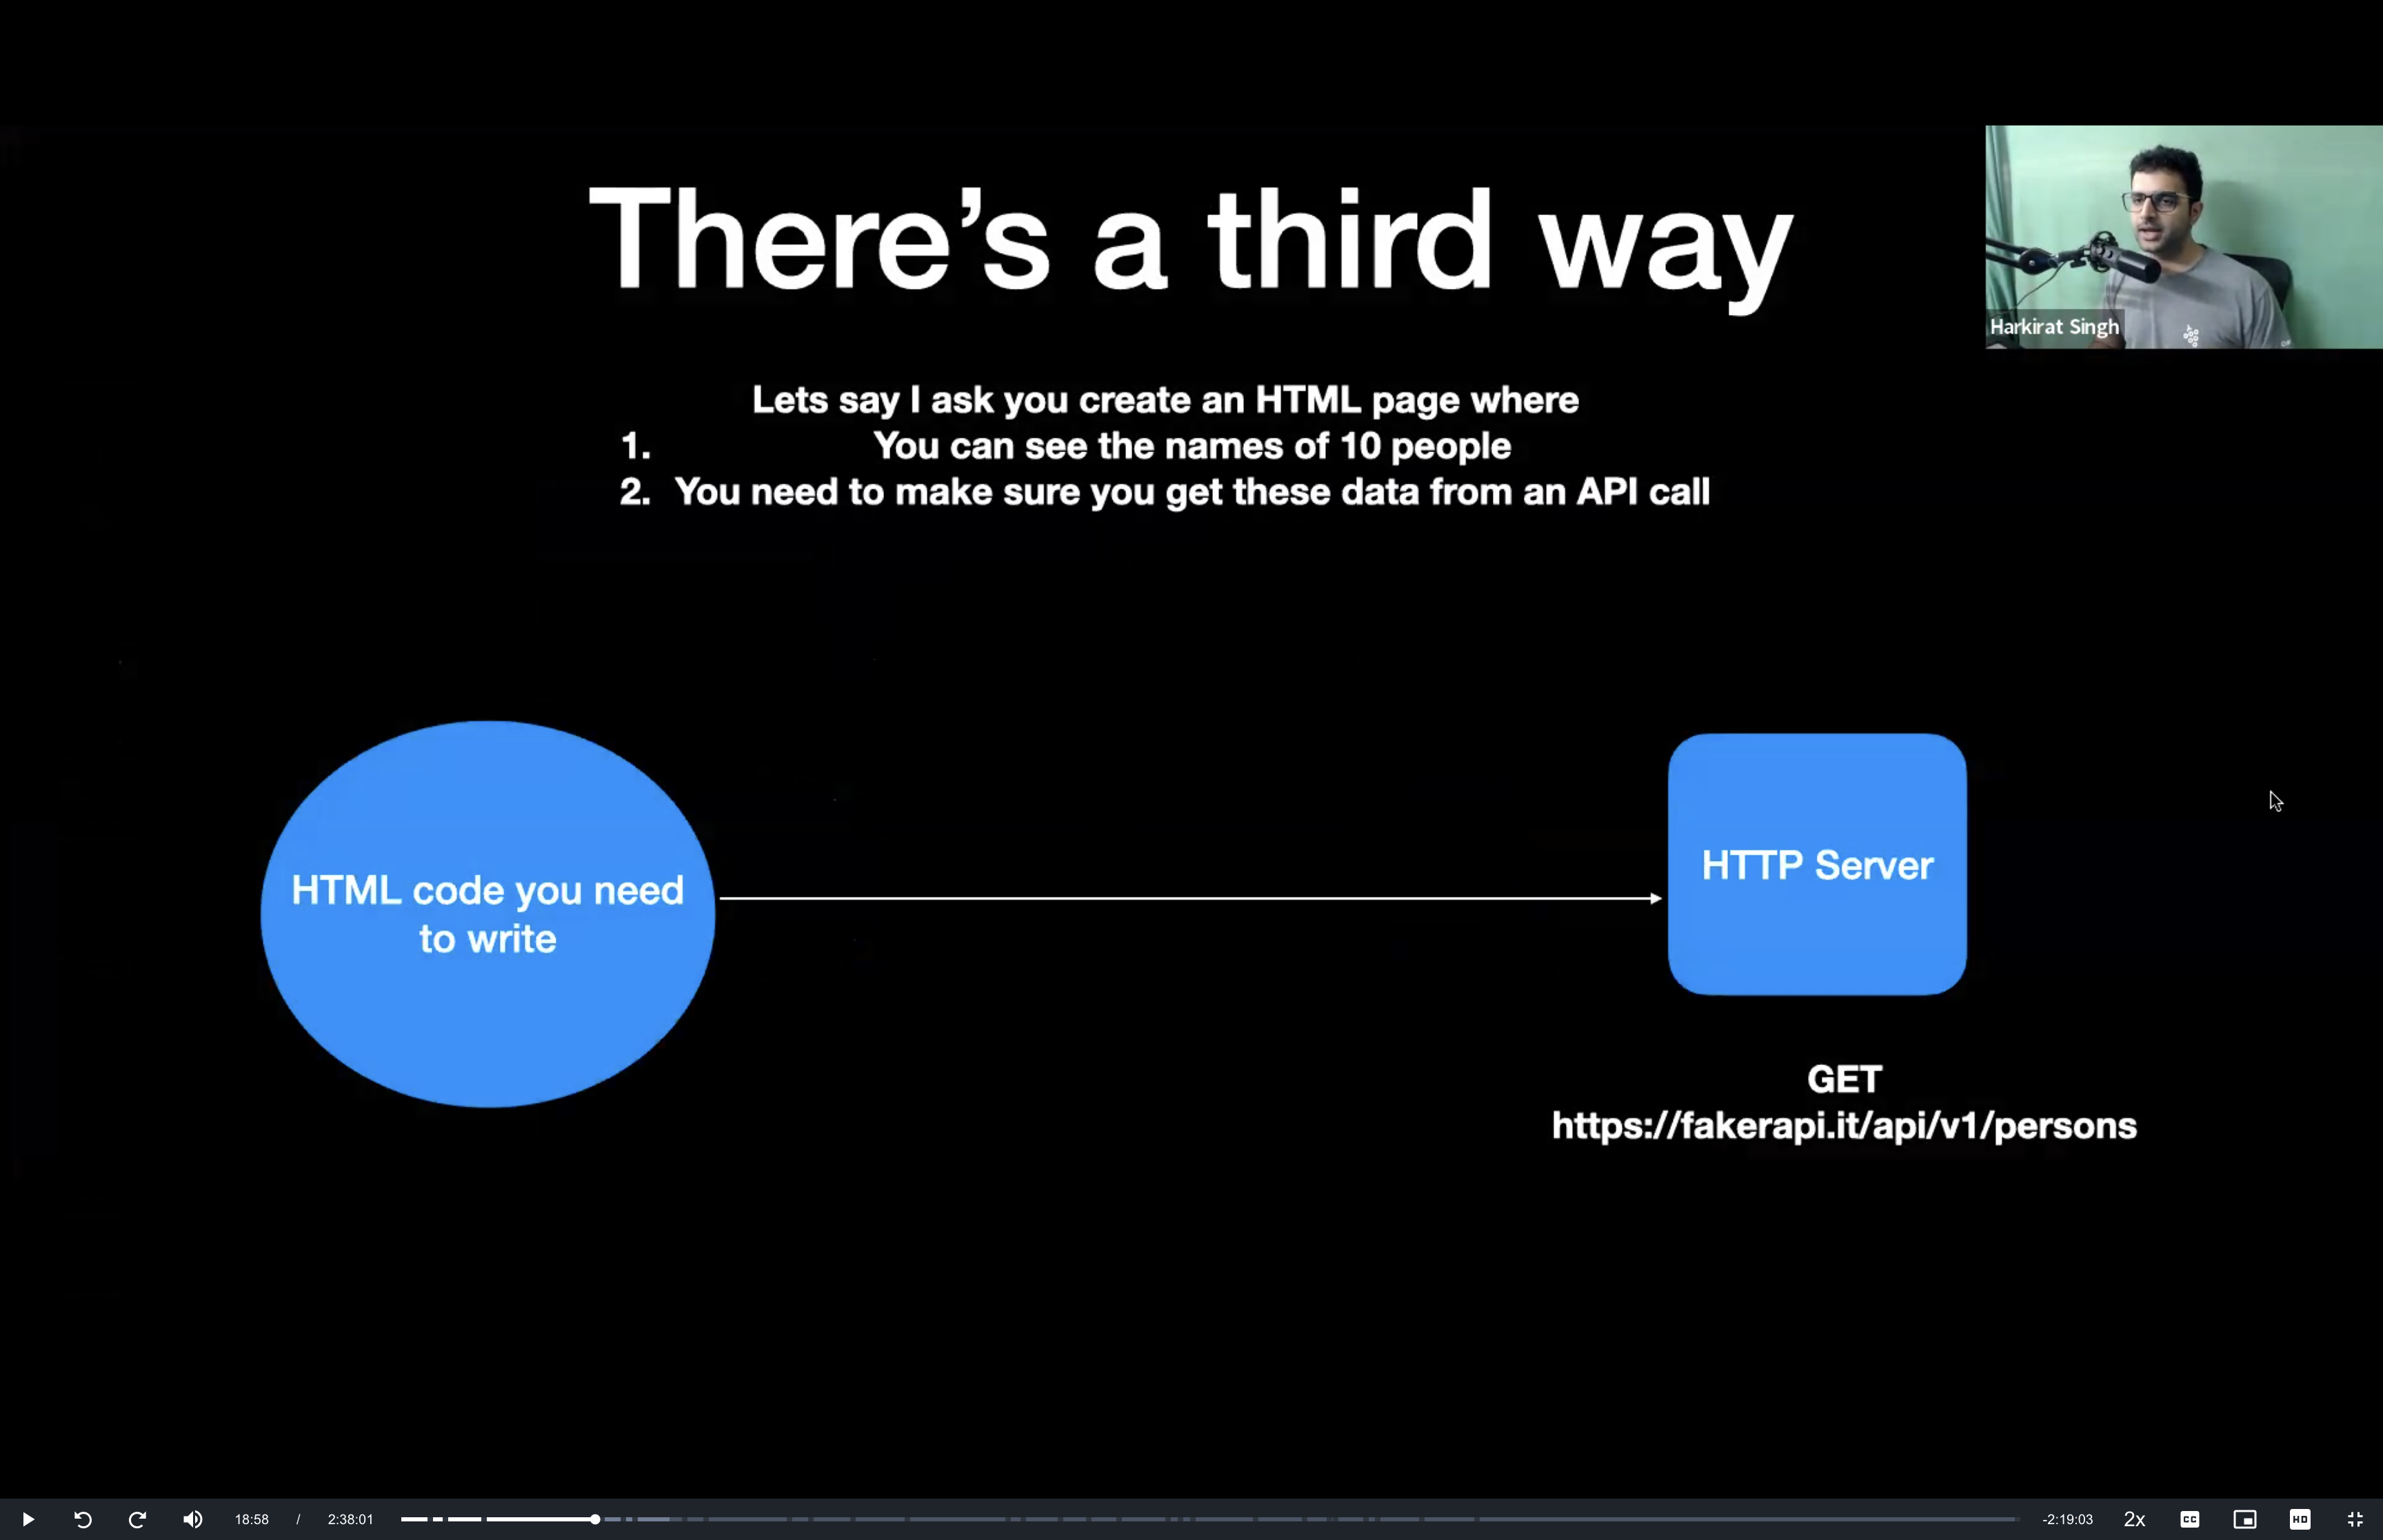 There’s a third way
Harkirat Singh
Lets say I ask you create an HTML page where
1. You can see the names of 10 people
2. You need to make sure you get these data from an API call
HTML code you need
to write
HTTP Server
GET
https://fakerapi.it/api/v1/persons
18:58 / 2:38:01
-2:19:03
2x
CC
HD